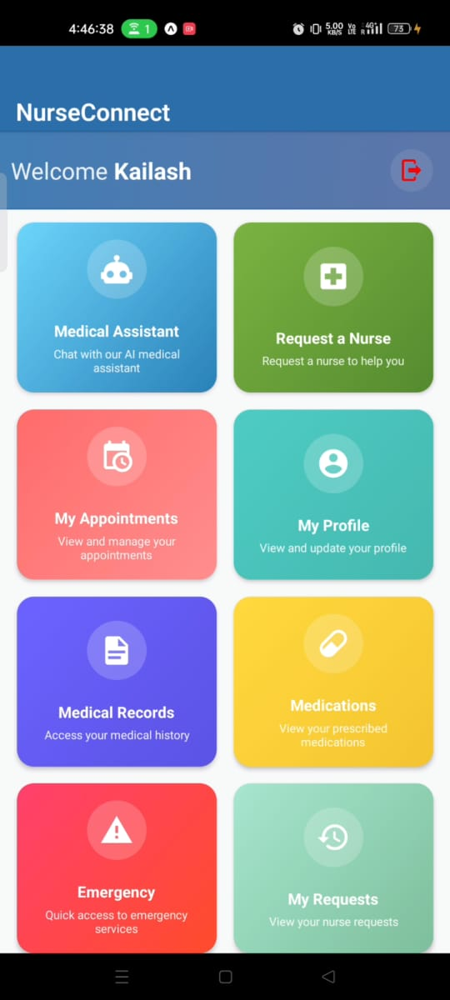 4:46:38 1 5.00 KB/S Vo LTE R 4G+ 73
NurseConnect
Welcome Kailash
Medical Assistant
Chat with our AI medical
assistant
Request a Nurse
Request a nurse to help you
My Appointments
View and manage your
appointments
My Profile
View and update your profile
Medical Records
Access your medical history
Medications
View your prescribed
medications
Emergency
Quick access to emergency
services
My Requests
View your nurse requests